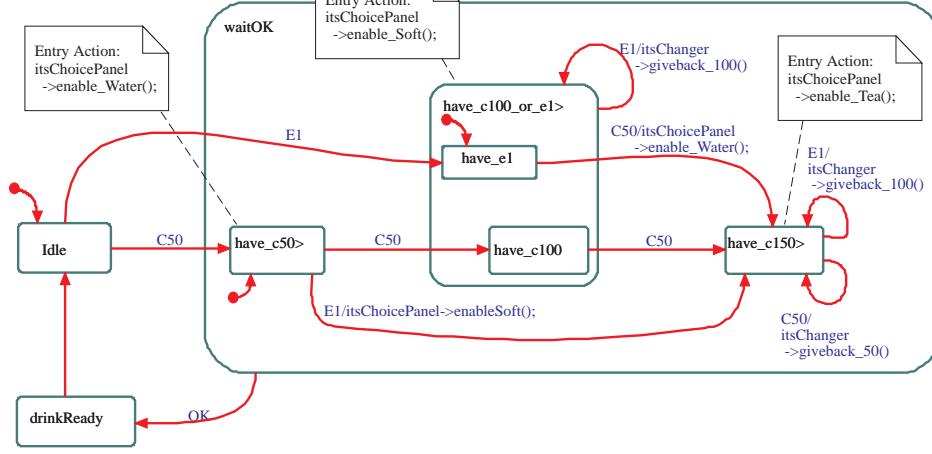 Entry Action:
itsChoicePanel
->enable_Soft();
waitOK
Entry Action:
itsChoicePanel
->enable_Water();
Entry Action:
itsChoicePanel
->enable_Tea();
E1/itsChanger
->giveback_100()
have_c100_or_e1>
E1
C50/itsChoicePanel
->enable_Water();
have_e1
E1/
itsChanger
->giveback_100()
Idle
C50
have_c50>
C50
have_c100
C50
have_c150>
E1/itsChoicePanel->enableSoft();
C50/
itsChanger
->giveback_50()
drinkReady
OK